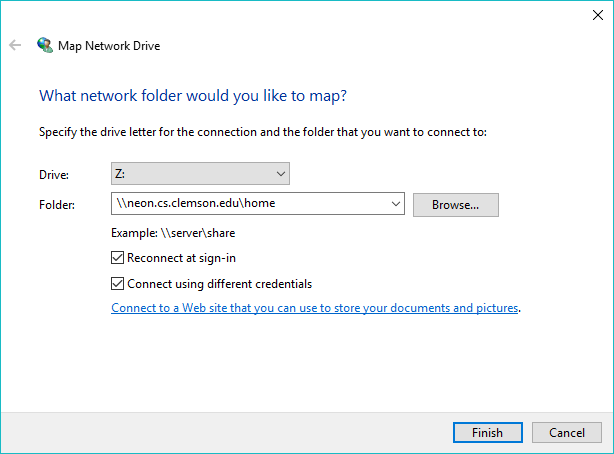 Map Network Drive
What network folder would you like to map?
Specify the drive letter for the connection and the folder that you want to connect to:
Drive: Z:
Folder: \\neon.cs.clemson.edu\home Browse...
Example: \\server\share
Reconnect at sign-in
Connect using different credentials
Connect to a Web site that you can use to store your documents and pictures.
Finish Cancel